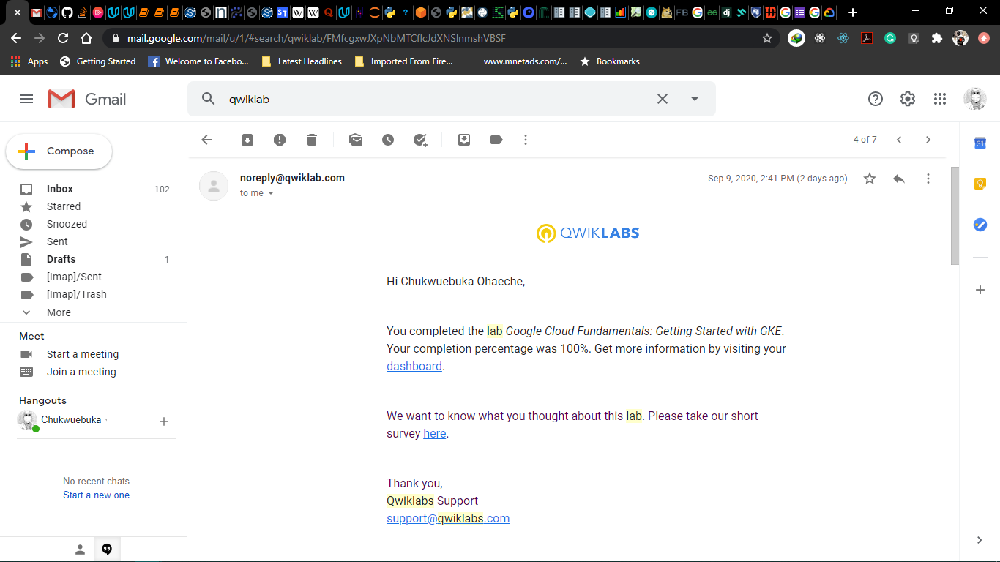 mail.google.com/mail/u/1/#search/qwiklab/FMfcgxwJXpNbMTCflcJdXNSlnmshVBSF
Apps
Getting Started
Welcome to Facebo...
Latest Headlines
Imported From Fire...
www.mnetads.com/...
Bookmarks
Gmail
qwiklab
Compose
4 of 7
31
Inbox 102
Starred
Snoozed
Sent
Drafts 1
[Imap]/Sent
[Imap]/Trash
More
Meet
Start a meeting
Join a meeting
Hangouts
Chukwuebuka
No recent chats
Start a new one
noreply@qwiklab.com
to me
Sep 9, 2020, 2:41 PM (2 days ago)
QWIKLABS
Hi Chukwuebuka Ohaeche,
You completed the lab Google Cloud Fundamentals: Getting Started with GKE.
Your completion percentage was 100%. Get more information by visiting your
dashboard.
We want to know what you thought about this lab. Please take our short
survey here.
Thank you,
Qwiklabs Support
support@qwiklabs.com